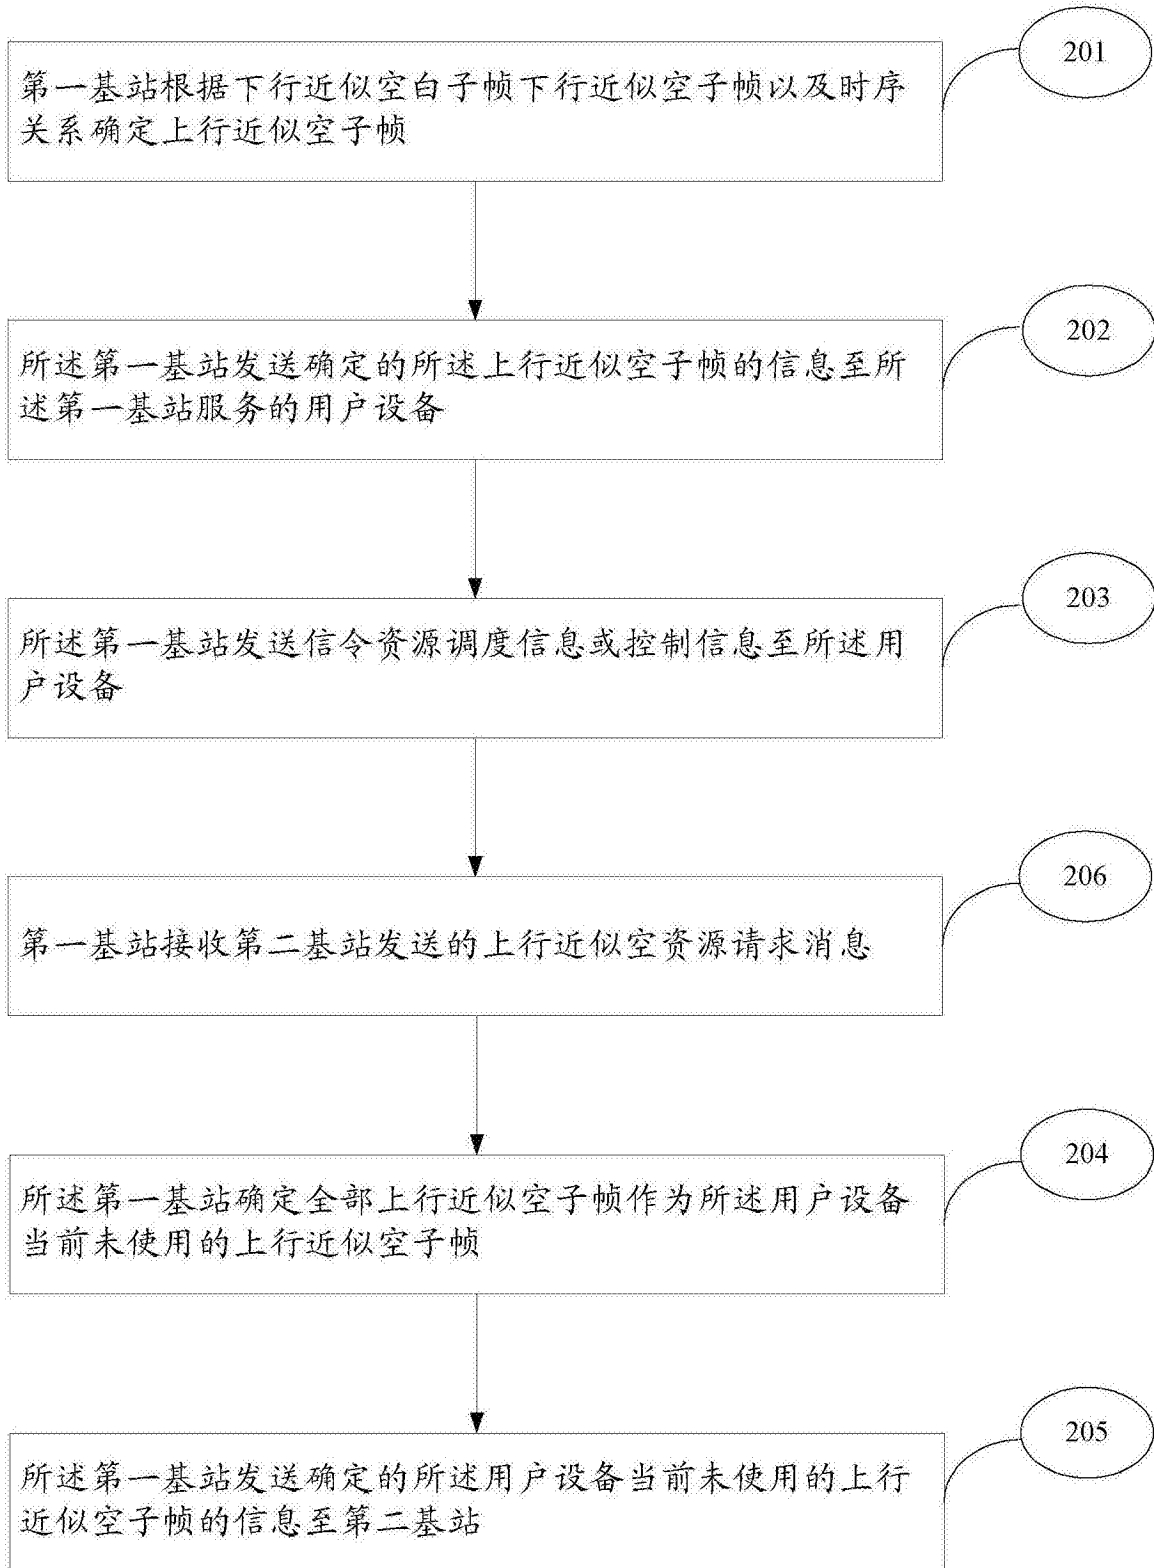 201
第一基站根据下行近似空白子帧下行近似空子帧以及时序
关系确定上行近似空子帧
202
所述第一基站发送确定的所述上行近似空子帧的信息至所
述第一基站服务的用户设备
203
所述第一基站发送信令资源调度信息或控制信息至所述用
户设备
206
第一基站接收第二基站发送的上行近似空资源请求消息
204
所述第一基站确定全部上行近似空子帧作为所述用户设备
当前未使用的上行近似空子帧
205
所述第一基站发送确定的所述用户设备当前未使用的上行
近似空子帧的信息至第二基站